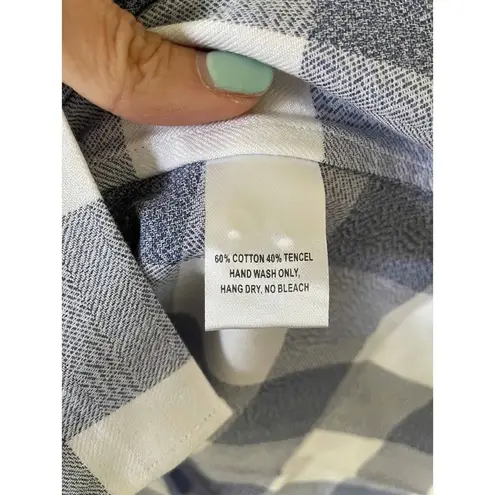 60% COTTON 40% TENCEL
HAND WASH ONLY,
HANG DRY, NO BLEACH